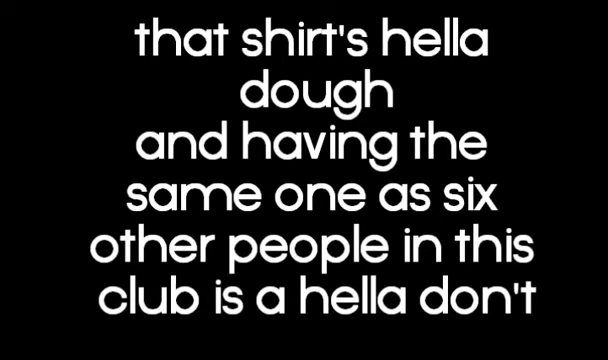 that shirt's hella
dough
and having the
same one as six
other people in this
club is a hella don't